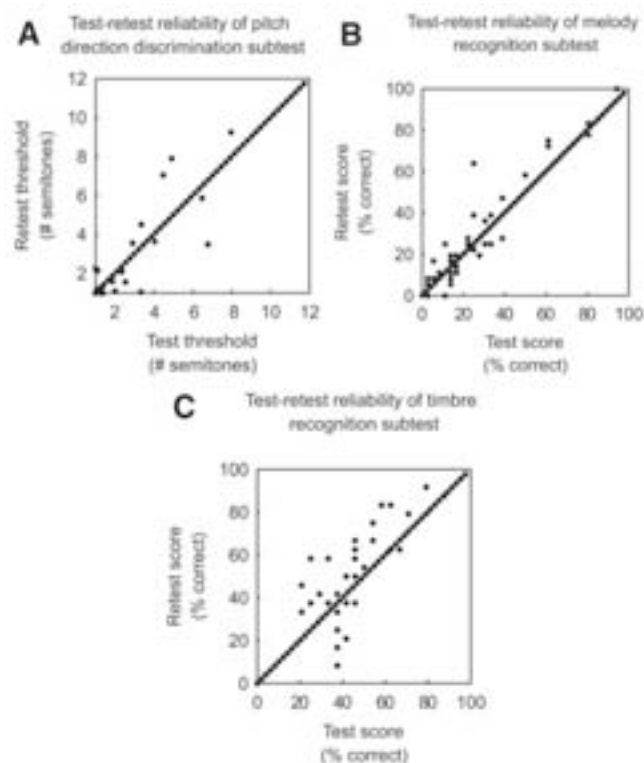 A
Test-retest reliability of pitch
direction discrimination subtest
12
10
8
6
4
2
2
4
6
8
10
12
Retest threshold
(# semitones)
Test threshold
(# semitones)
B
Test-retest reliability of melody
recognition subtest
100
80
60
40
20
0
0
20
40
60
80
100
Retest score
(% correct)
Test score
(% correct)
C
Test-retest reliability of timbre
recognition subtest
100
80
60
40
20
0
0
20
40
60
80
100
Retest score
(% correct)
Test score
(% correct)